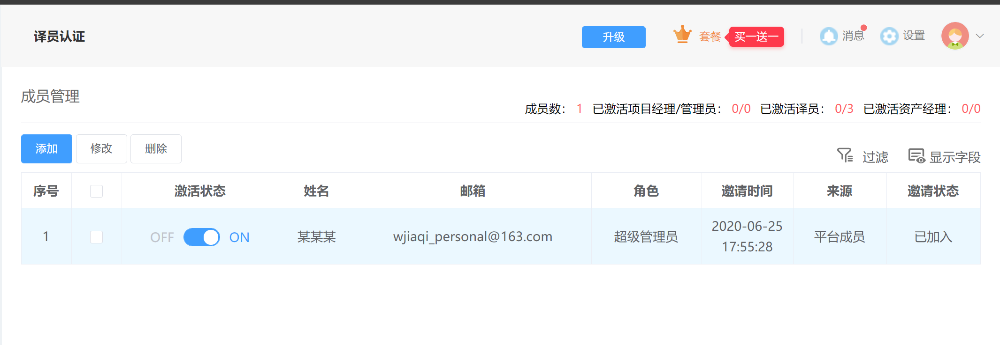 译员认证
升级 套餐 买一送一 消息 设置
成员管理
成员数： 1 已激活项目经理/管理员： 0/0 已激活译员： 0/3 已激活资产经理： 0/0
添加 修改 删除
过滤 显示字段
序号 激活状态 姓名 邮箱 角色 邀请时间 来源 邀请状态
1 OFF ON 某某某 wjiaqi_personal@163.com 超级管理员 2020-06-25 平台成员 已加入
17:55:28